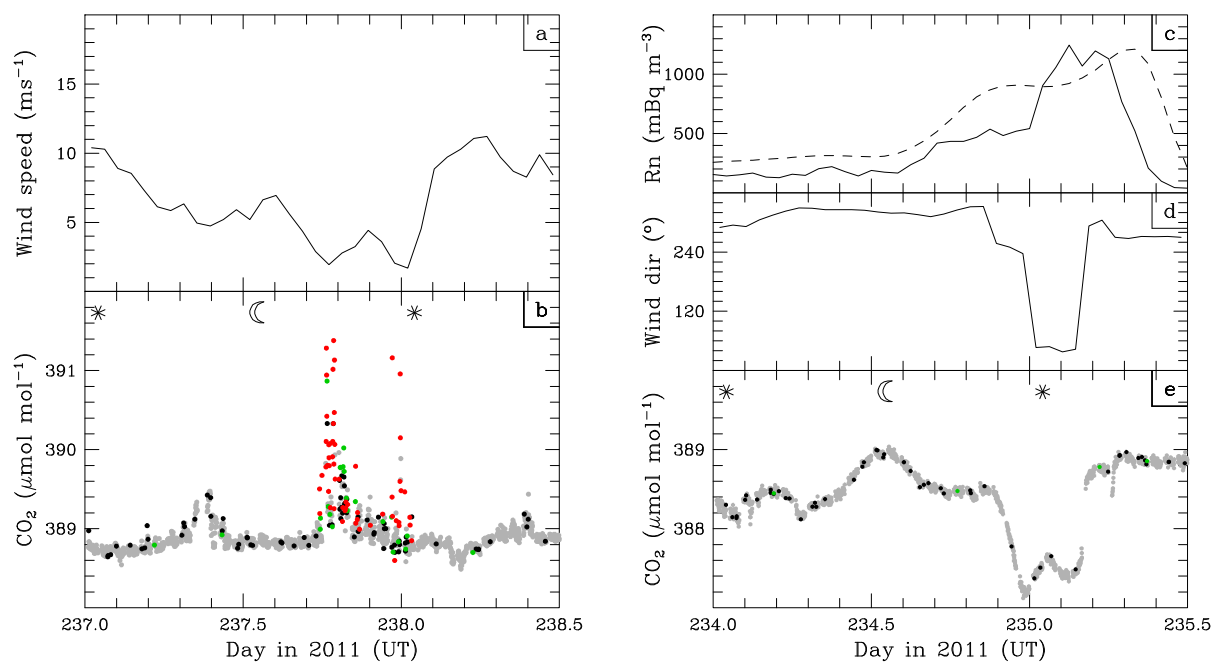 a
Wind speed (ms⁻¹)
15
10
5
b
CO₂ (μmol mol⁻¹)
391
390
389
237.0
237.5
238.0
238.5
Day in 2011 (UT)
c
Rn (mBq m⁻³)
1000
500
d
Wind dir (º)
240
120
e
CO₂ (μmol mol⁻¹)
389
388
234.0
234.5
235.0
235.5
Day in 2011 (UT)